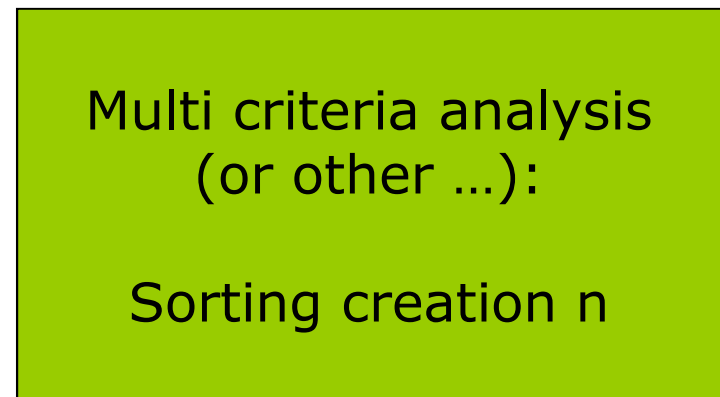 Multi criteria analysis
(or other …):
Sorting creation n